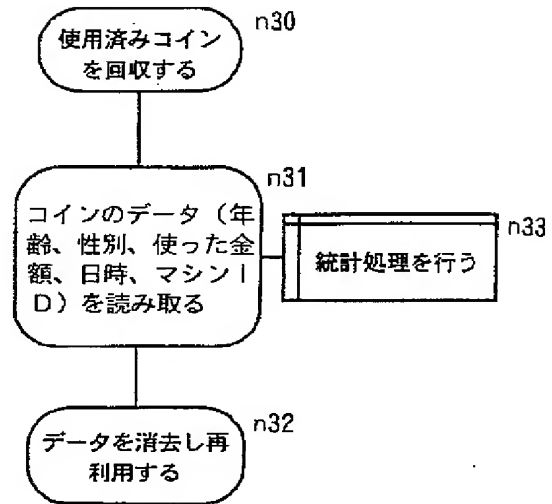 使用済みコイン
を回収する
n30
n31
コインのデータ（年
齢、性別、使った金
額、日時、マシンI
D）を読み取る
n33
統計処理を行う
n32
データを消去し再
利用する